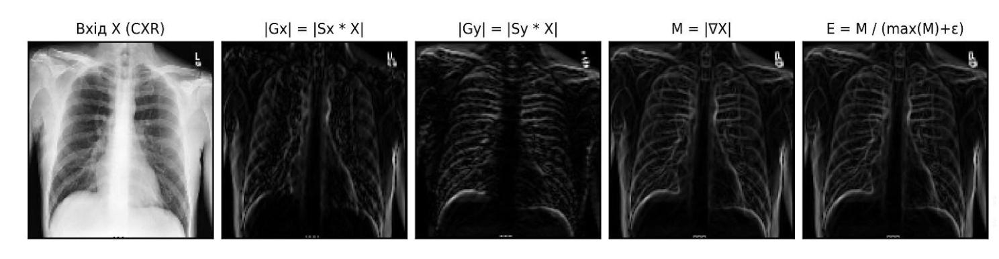 Вхід X (CXR)
|Gx| = |Sx * X|
|Gy| = |Sy * X|
M = |∇X|
E = M / (max(M)+ε)
L